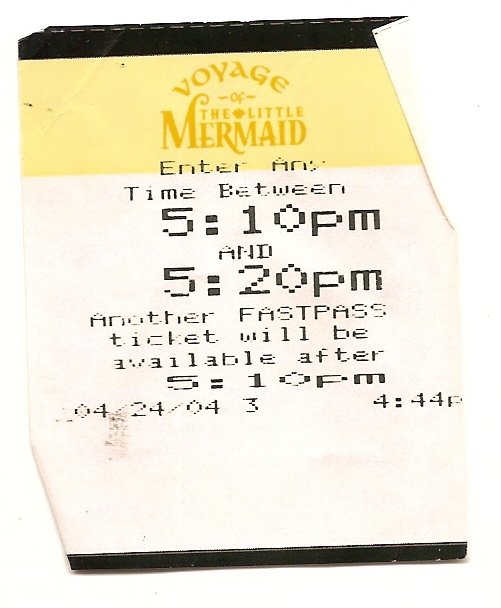 VOYAGE
~OF~
THE LITTLE
MERMAID
Enter Any
Time Between
5:10pm
AND
5:20pm
Another FASTPASS
ticket will be
available after
5:10pm
04/24/04 3 4:44p